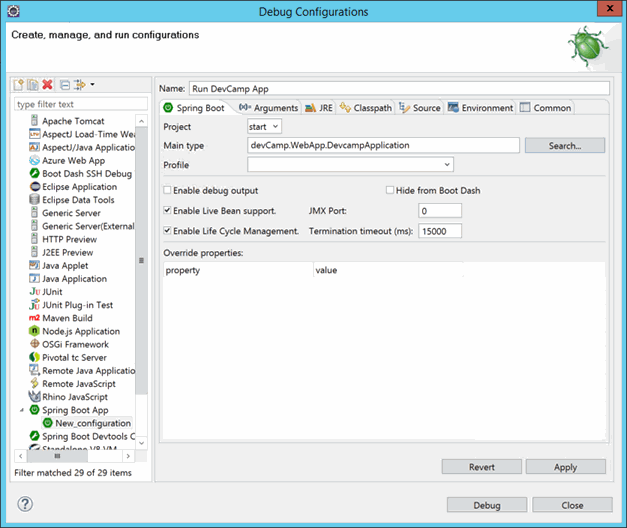 Debug Configurations
x
Create, manage, and run configurations
type filter text
Apache Tomcat
AspectJ Load-Time Wea
AspectJ/Java Application
Azure Web App
Boot Dash SSH Debug
Eclipse Application
Eclipse Data Tools
Generic Server
Generic Server(External
HTTP Preview
J2EE Preview
Java Applet
Java Application
JUnit
JUnit Plug-in Test
Maven Build
Node.js Application
OSGi Framework
Pivotal tc Server
Remote Java Application
Remote JavaScript
Rhino JavaScript
Spring Boot App
New_configuration
Spring Boot Devtools C
Standalone V8 VM
Filter matched 29 of 29 items
Name: Run DevCamp App
Spring Boot Arguments JRE Classpath Source Environment Common
Project start
Main type devCamp.WebApp.DevcampApplication Search...
Profile
Enable debug output Hide from Boot Dash
Enable Live Bean support. JMX Port: 0
Enable Life Cycle Management. Termination timeout (ms): 15000
Override properties:
property value
Revert Apply
? Debug Close